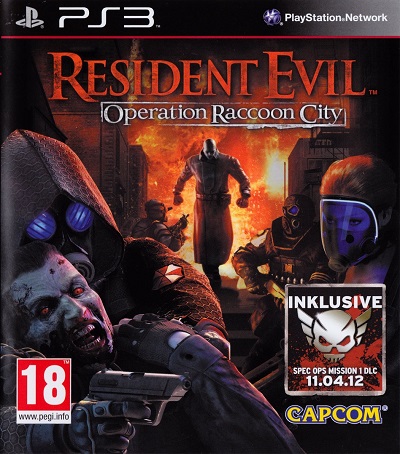 PS3
PlayStation®Network
RESIDENT EVIL™
Operation Raccoon City
INKLUSIVE
SPEC OPS MISSION 1 DLC
11.04.12
18
www.pegi.info
CAPCOM®